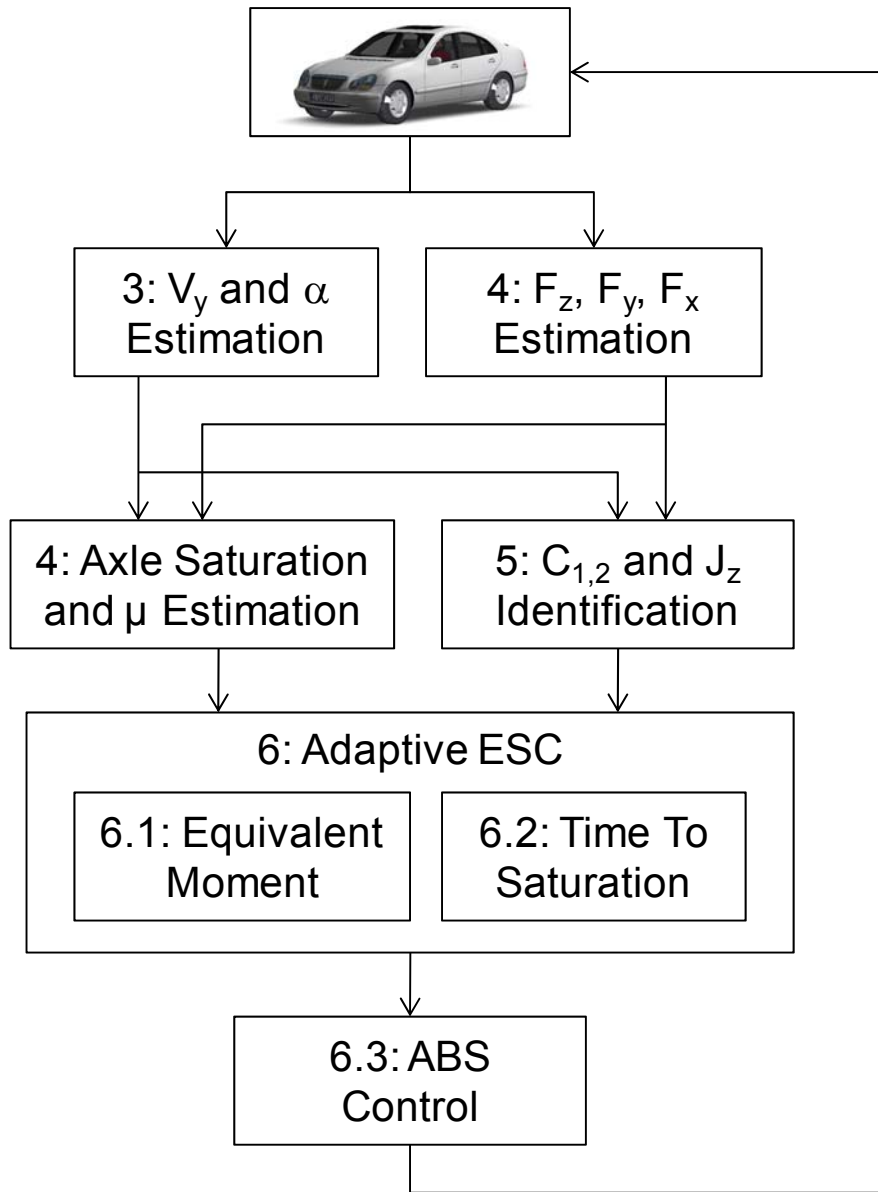 3: Vy and α
Estimation
4: Fz, Fy, Fx
Estimation
4: Axle Saturation
and µ Estimation
5: C1,2 and Jz
Identification
6: Adaptive ESC
6.1: Equivalent
Moment
6.2: Time To
Saturation
6.3: ABS
Control